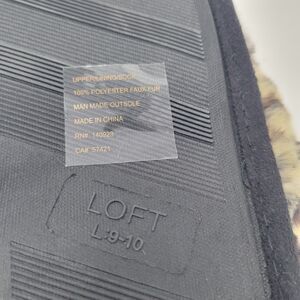 UPPER/LINING/SOCK
100% POLYESTER FAUX FUR
MAN MADE OUTSOLE
MADE IN CHINA
RN#. 140929
CA#. 57421
LOFT
L:9-10